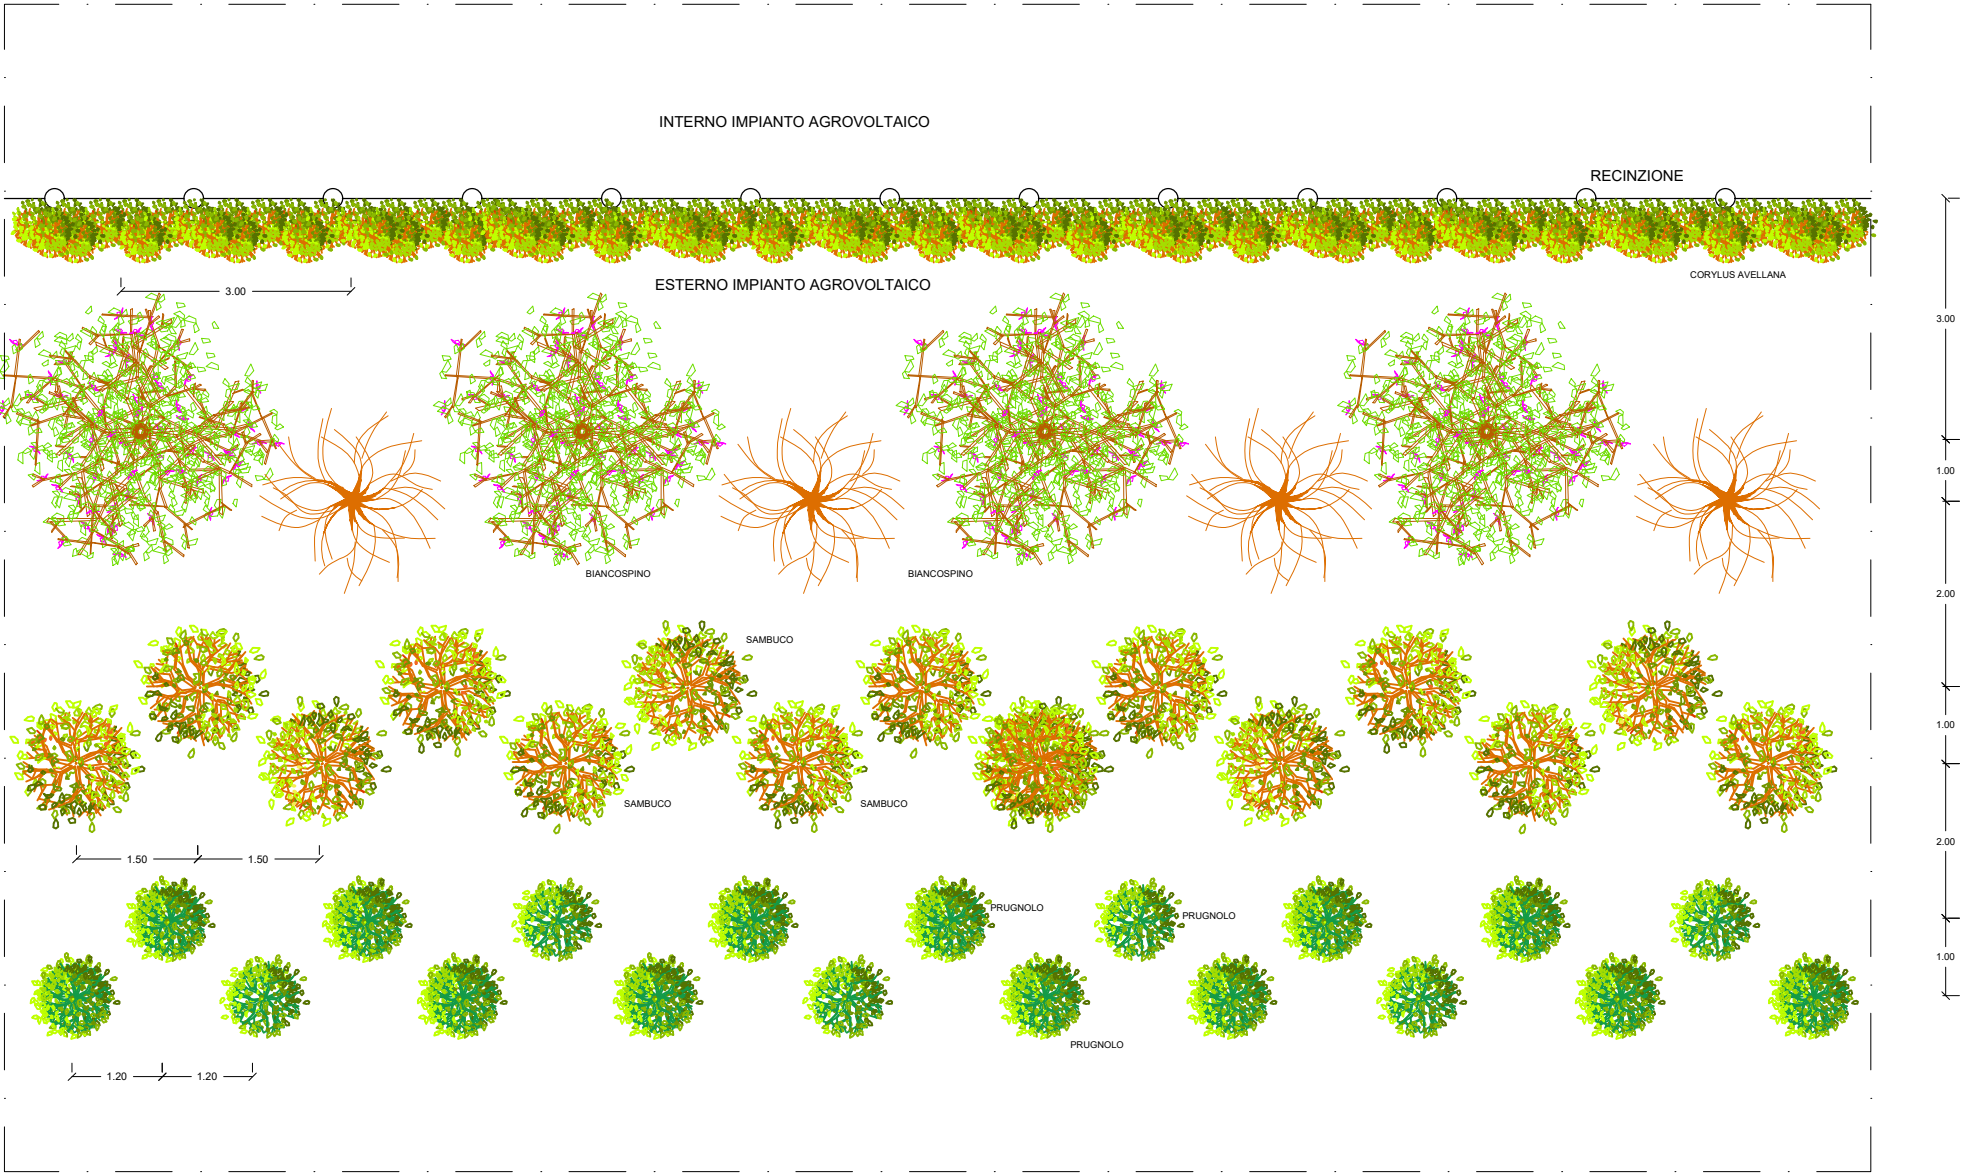 INTERNO IMPIANTO AGROVOLTAICO
RECINZIONE
CORYLUS AVELLANA
ESTERNO IMPIANTO AGROVOLTAICO
3.00
3.00
1.00
BIANCOSPINO
BIANCOSPINO
2.00
SAMBUCO
1.00
SAMBUCO
SAMBUCO
2.00
1.50
1.50
PRUGNOLO
PRUGNOLO
1.00
PRUGNOLO
1.20
1.20